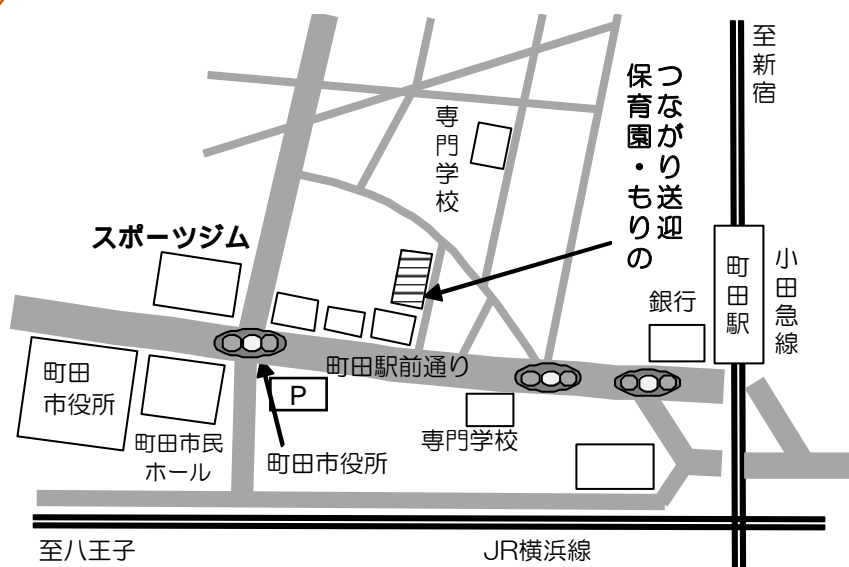 至新宿
つながり送迎
保育園・もりの
専門学校
スポーツジム
小田急線
町田駅
銀行
町田駅前通り
町田
市役所
P
専門学校
町田市民
ホール
町田市役所
至八王子
JR横浜線